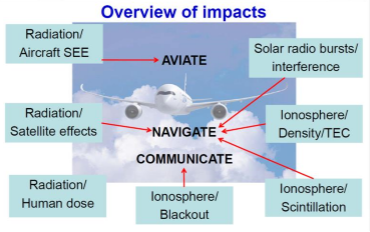 Overview of impacts
Radiation/
Aircraft SEE
AVIATE
Solar radio bursts/
interference
Radiation/
Satellite effects
NAVIGATE
Ionosphere/
Density/TEC
COMMUNICATE
Radiation/
Human dose
Ionosphere/
Blackout
Ionosphere/
Scintillation